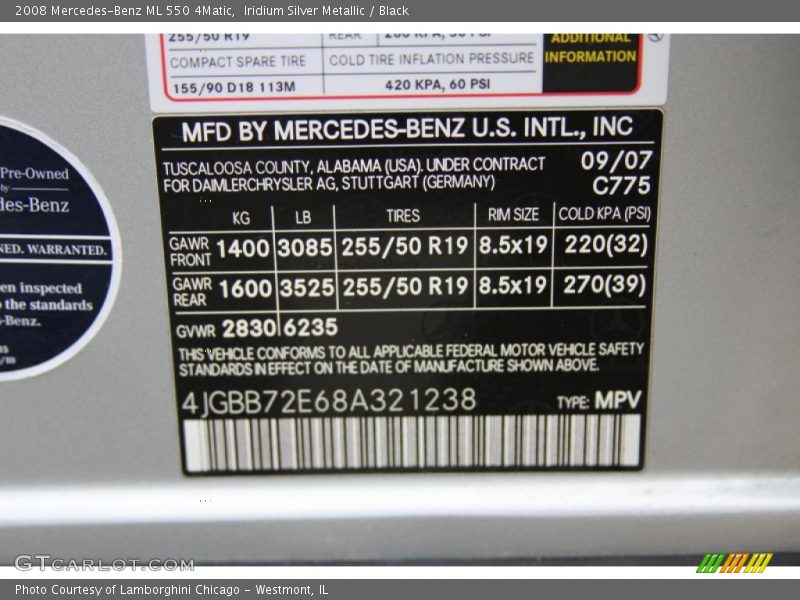 2008 Mercedes-Benz ML 550 4Matic,  Iridium Silver Metallic / Black
255/50 R19 REAR
ADDITIONAL
COMPACT SPARE TIRE COLD TIRE INFLATION PRESSURE INFORMATION
155/90 D18 113M 420 KPA, 60 PSI
MFD BY MERCEDES-BENZ U.S. INTL., INC
TUSCALOOSA COUNTY, ALABAMA (USA). UNDER CONTRACT 09/07
FOR DAIMLERCHRYSLER AG, STUTTGART (GERMANY) C775
KG LB TIRES RIM SIZE COLD KPA (PSI)
GAWR FRONT 1400 3085 255/50 R19 8.5x19 220(32)
GAWR REAR 1600 3525 255/50 R19 8.5x19 270(39)
GVWR 2830 6235
THIS VEHICLE CONFORMS TO ALL APPLICABLE FEDERAL MOTOR VEHICLE SAFETY
STANDARDS IN EFFECT ON THE DATE OF MANUFACTURE SHOWN ABOVE.
4JGBB72E68A321238 TYPE: MPV
Pre-Owned
by
des-Benz
NED. WARRANTED.
en inspected
the standards
-Benz.
GTCARLOT.COM
Photo Courtesy of Lamborghini Chicago - Westmont, IL